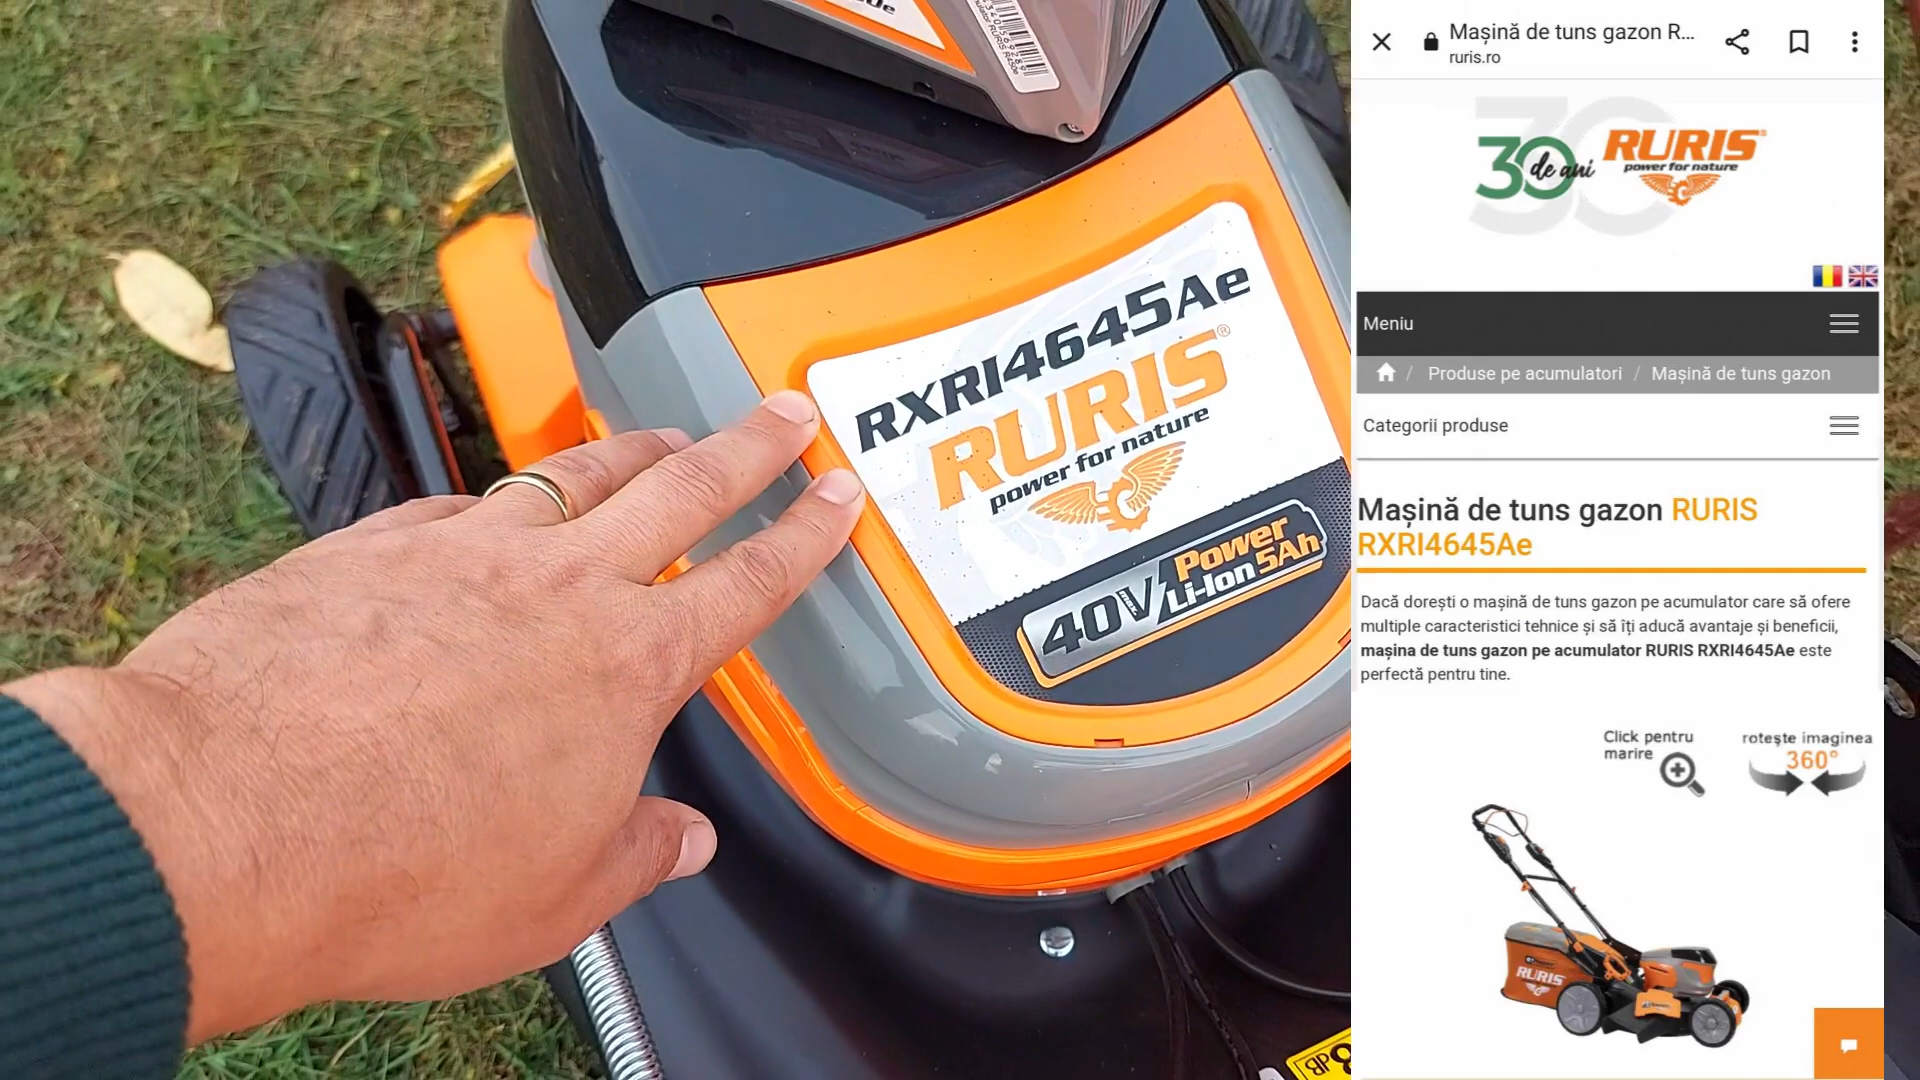 RXRI4645Ae
RURIS®
power for nature
40V max.
Power
Li-Ion 5Ah
dB
Mașină de tuns gazon R...
ruris.ro
30 de ani
RURIS®
power for nature
Meniu
/ Produse pe acumulatori / Mașină de tuns gazon
Categorii produse
Mașină de tuns gazon RURIS
RXRI4645Ae
Dacă dorești o mașină de tuns gazon pe acumulator care să ofere
multiple caracteristici tehnice și să îți aducă avantaje și beneficii,
mașina de tuns gazon pe acumulator RURIS RXRI4645Ae este
perfectă pentru tine.
Click pentru
marire
rotește imaginea
360°
RURIS